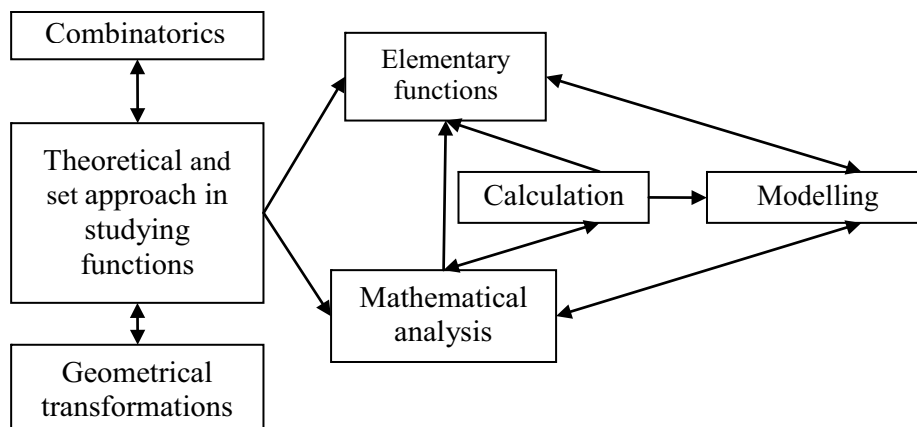 Combinatorics
Theoretical and
set approach in
studying
functions
Geometrical
transformations
Elementary
functions
Calculation
Modelling
Mathematical
analysis